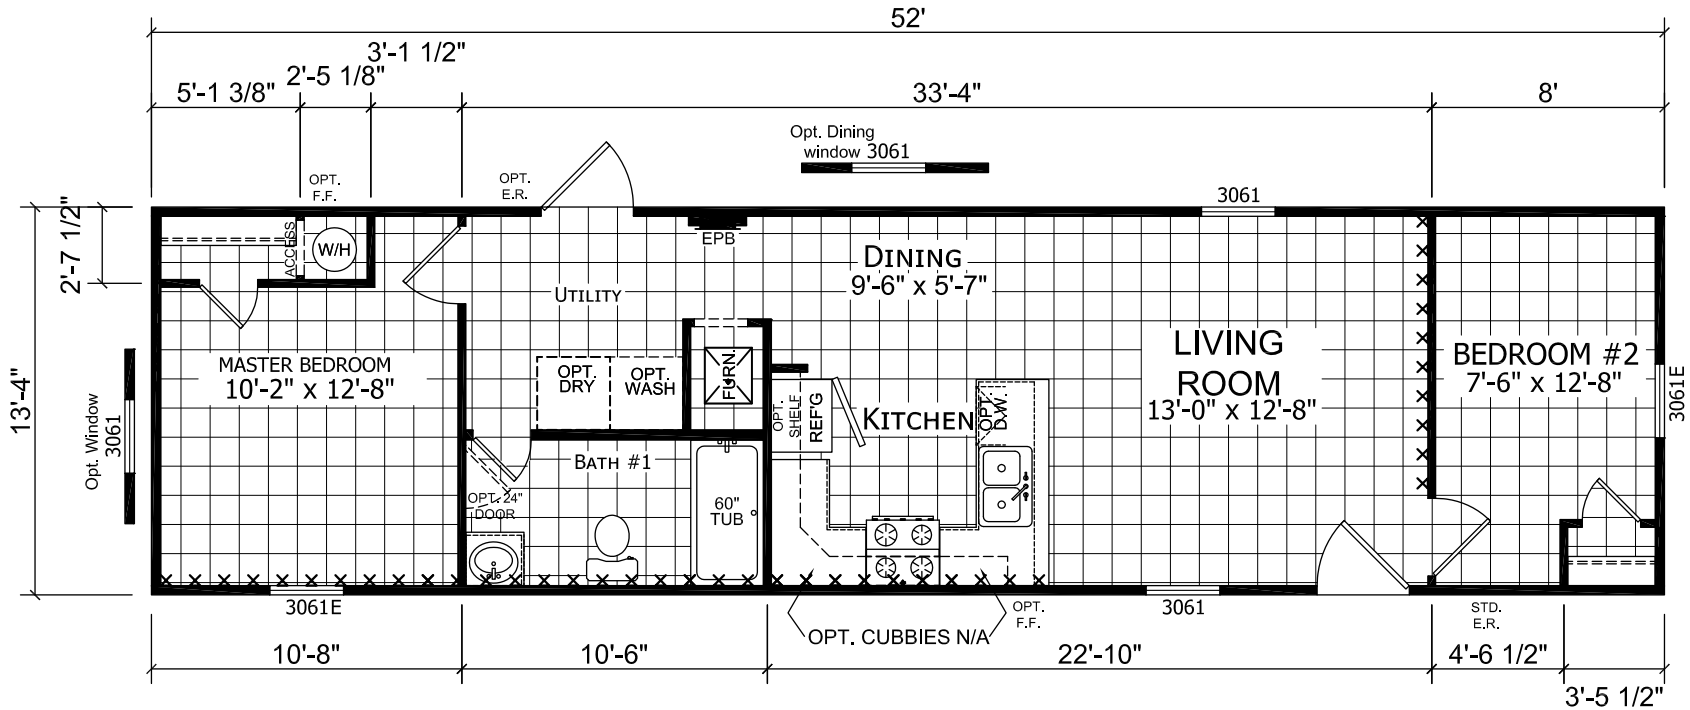 52'
3'-1 1/2"
2'-5 1/8"
5'-1 3/8"
33'-4"
8'
Opt. Dining
window 3061
OPT.
F.F.
OPT.
E.R.
3061
2'-7 1/2"
13'-4"
ACCESS
W/H
EPB
DINING
9'-6" x 5'-7"
UTILITY
MASTER BEDROOM
10'-2" x 12'-8"
OPT.
DRY
OPT.
WASH
FURN.
LIVING
ROOM
13'-0" x 12'-8"
BEDROOM #2
7'-6" x 12'-8"
3061E
Opt. Window
3061
OPT.
SHELF
REF'G
KITCHEN
OPT.
D.W.
BATH #1
OPT. 24"
DOOR
60"
TUB
3061E
3061
OPT.
F.F.
STD.
E.R.
OPT. CUBBIES N/A
10'-8"
10'-6"
22'-10"
4'-6 1/2"
3'-5 1/2"